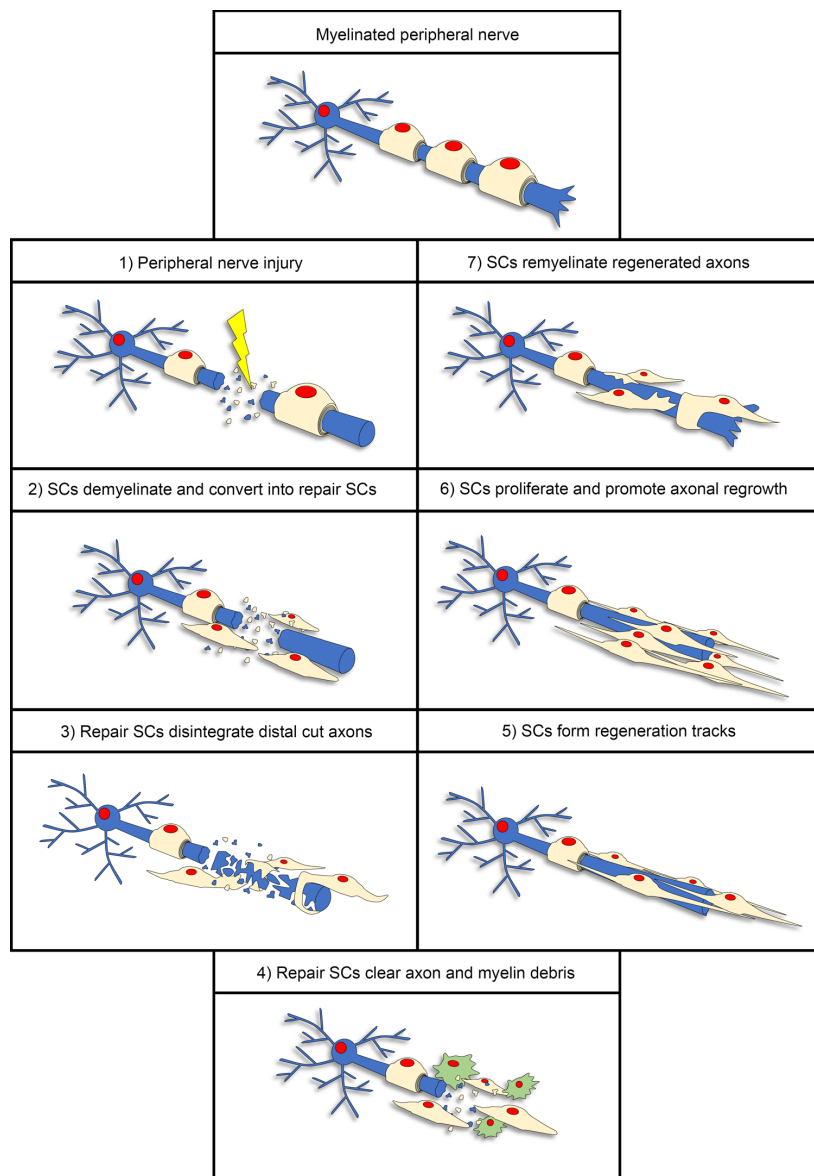 Myelinated peripheral nerve
1) Peripheral nerve injury
7) SCs remyelinate regenerated axons
2) SCs demyelinate and convert into repair SCs
6) SCs proliferate and promote axonal regrowth
3) Repair SCs disintegrate distal cut axons
5) SCs form regeneration tracks
4) Repair SCs clear axon and myelin debris